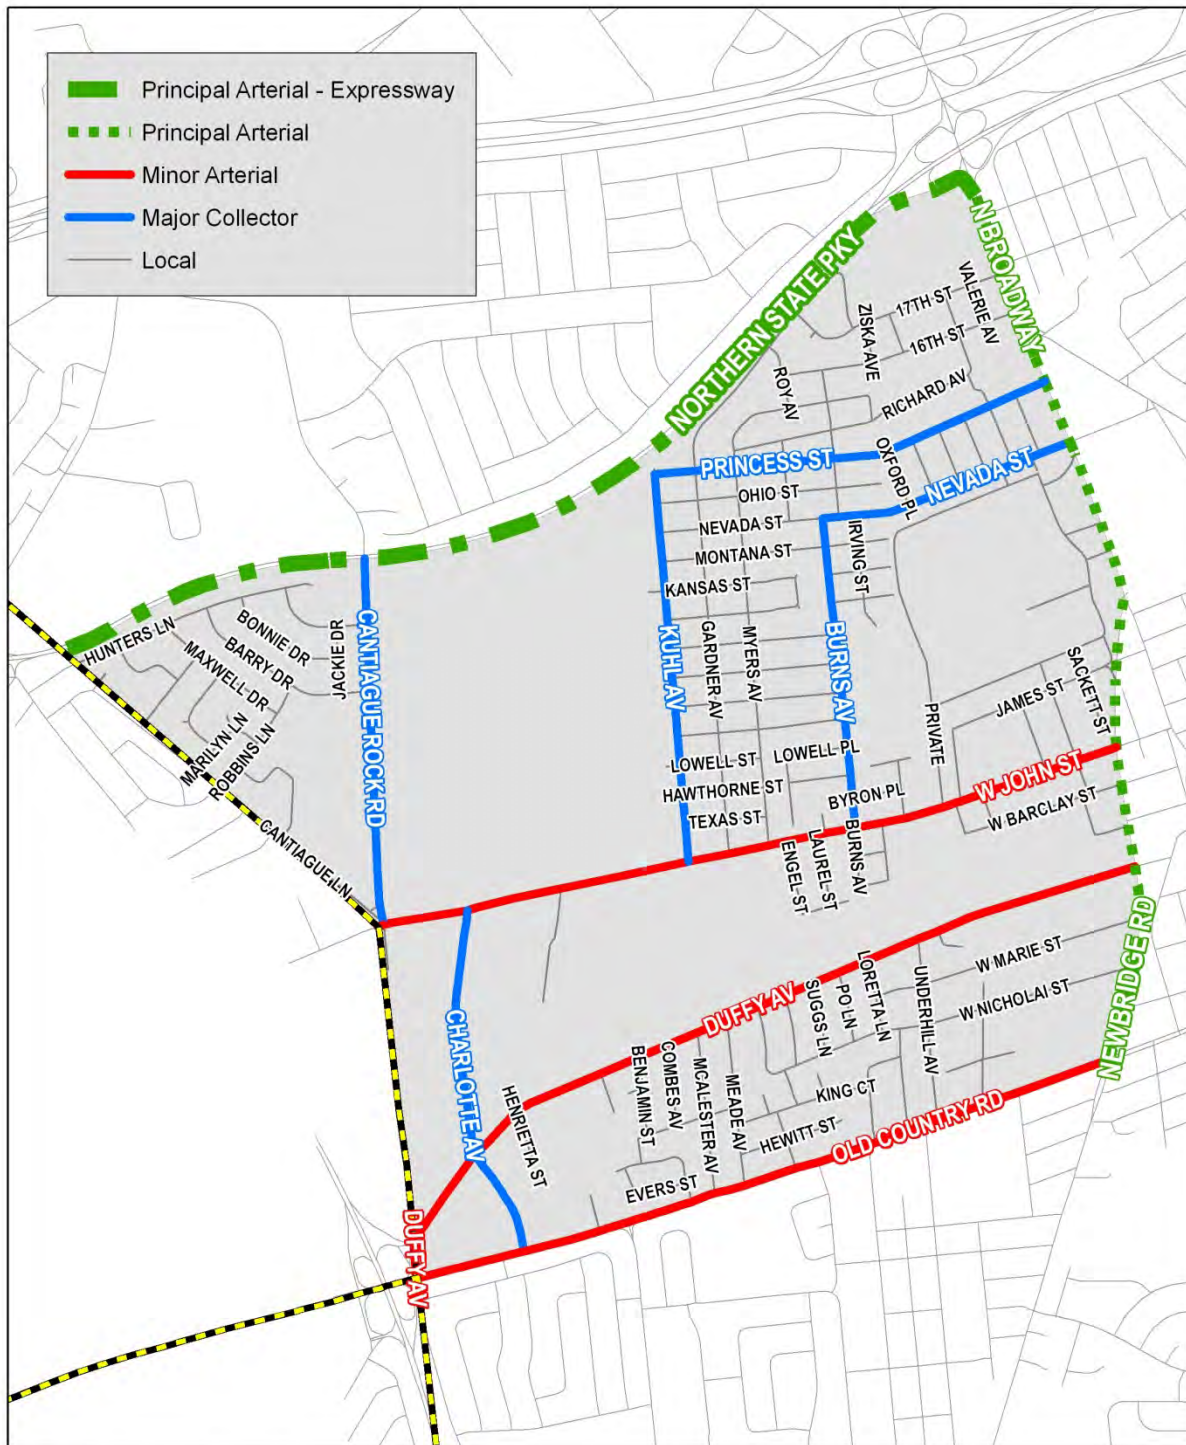 Principal Arterial - Expressway
Principal Arterial
Minor Arterial
Major Collector
Local
N BROADWAY
NORTHERN STATE PKY
VALERIE AV
17TH ST
ZISKA AVE
16TH ST
ROY AV
RICHARD AV
PRINCESS ST
OXFORD PL
NEVADA ST
OHIO ST
NEVADA ST
IRVING ST
MONTANA ST
KANSAS ST
HUNTERS LN
BONNIE DR
BARRY DR
JACKIE DR
MAXWELL DR
CANTIAGUE ROCK RD
KUHL AV
GARDNER AV
MYERS AV
BURNS AV
SACKETT ST
JAMES ST
PRIVATE
MARILYN LN
ROBBINS LN
LOWELL ST
LOWELL PL
HAWTHORNE ST
BYRON PL
W JOHN ST
W BARCLAY ST
TEXAS ST
CANTIAGUE LN
ENGEL ST
LAUREL ST
BURNS AV
NEWBRIDGE RD
W MARIE ST
W NICHOLAI ST
UNDERHILL AV
LORETTA LN
PO LN
SUGGS LN
DUFFY AV
CHARLOTTE AV
HENRIETTA ST
BENJAMIN ST
COMBES AV
MCALESTER AV
MEADE AV
KING CT
HEWITT ST
OLD COUNTRY RD
EVERS ST
DUFFY AV